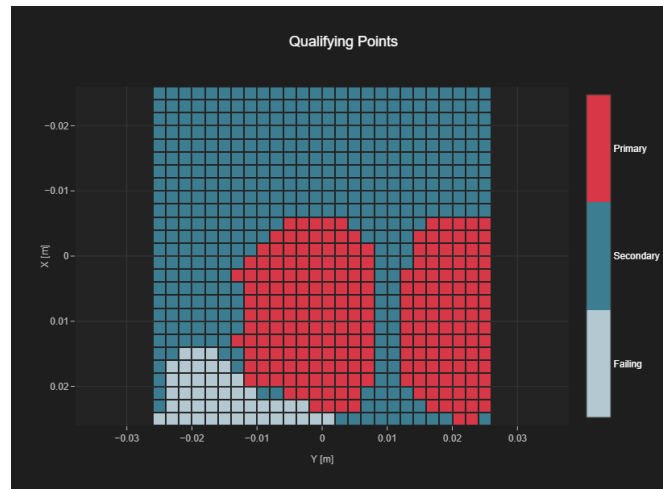 Qualifying Points
−0.02
−0.01
0
0.01
0.02
X [m]
−0.03
−0.02
−0.01
0
0.01
0.02
0.03
Y [m]
Primary
Secondary
Failing